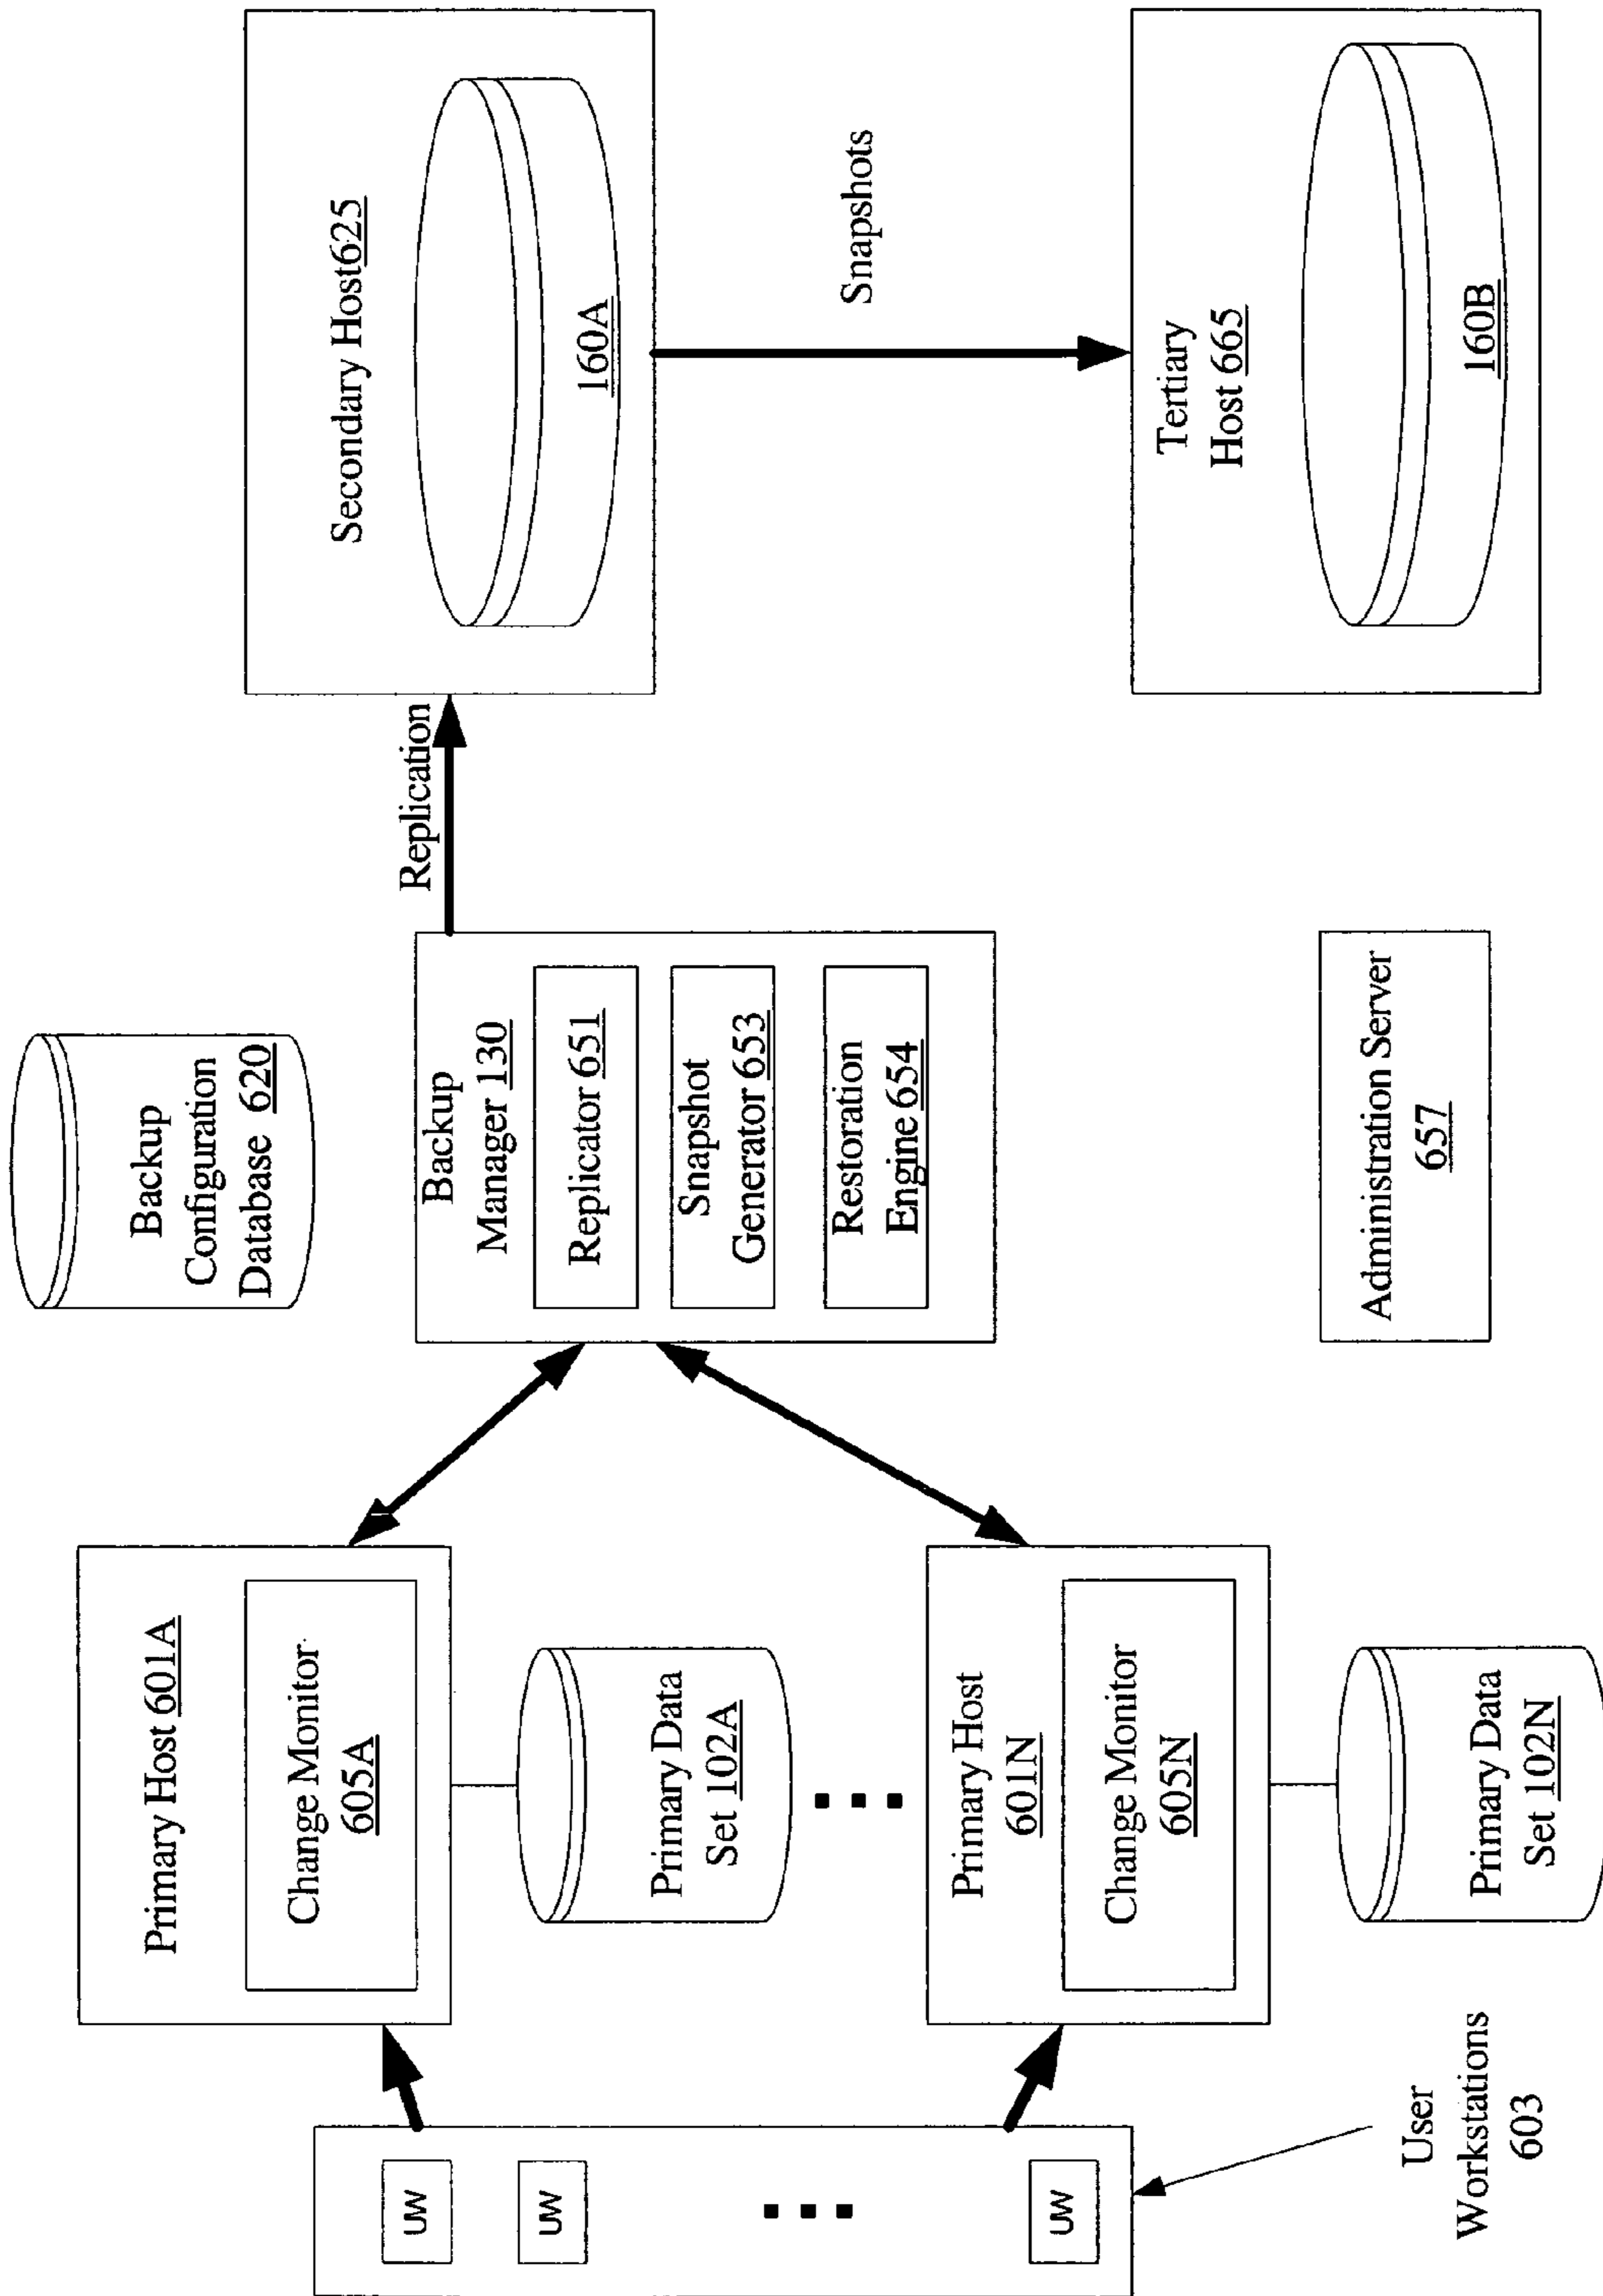 UW
UW
UW
User
Workstations
603
Primary Host 601A
Change Monitor
605A
Primary Data
Set 102A
Primary Host
601N
Change Monitor
605N
Primary Data
Set 102N
Backup
Configuration
Database 620
Backup
Manager 130
Replicator 651
Snapshot
Generator 653
Restoration
Engine 654
Administration Server
657
Replication
Secondary Host625
160A
Snapshots
Tertiary
Host 665
160B